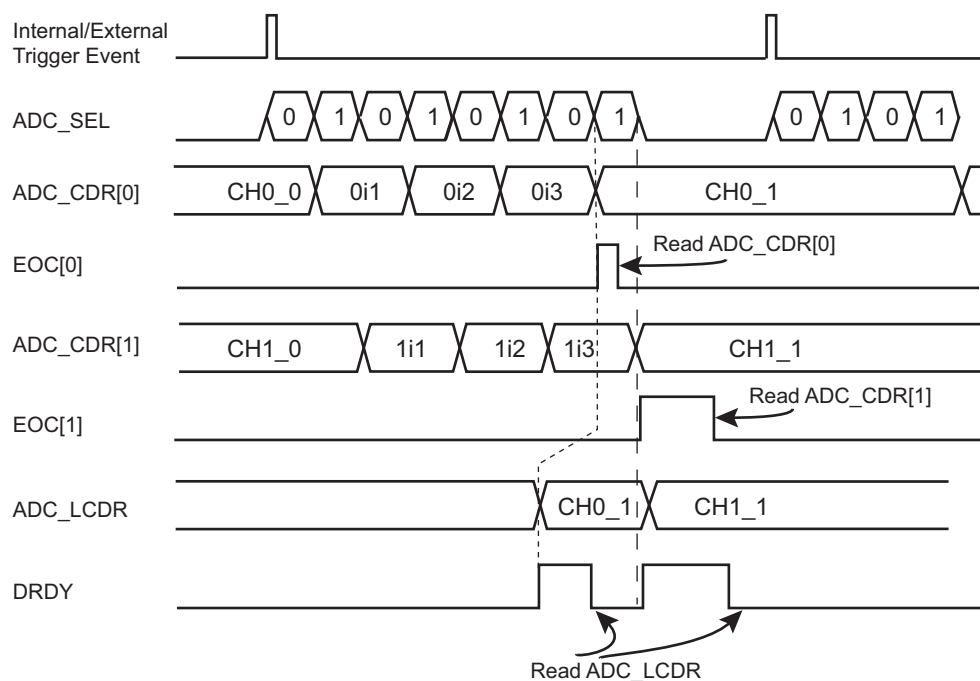 Internal/External
Trigger Event
ADC_SEL 0 1 0 1 0 1 0 1 0 1 0 1
ADC_CDR[0] CH0_0 0i1 0i2 0i3 CH0_1
Read ADC_CDR[0]
EOC[0]
ADC_CDR[1] CH1_0 1i1 1i2 1i3 CH1_1
Read ADC_CDR[1]
EOC[1]
ADC_LCDR CH0_1 CH1_1
DRDY
Read ADC_LCDR